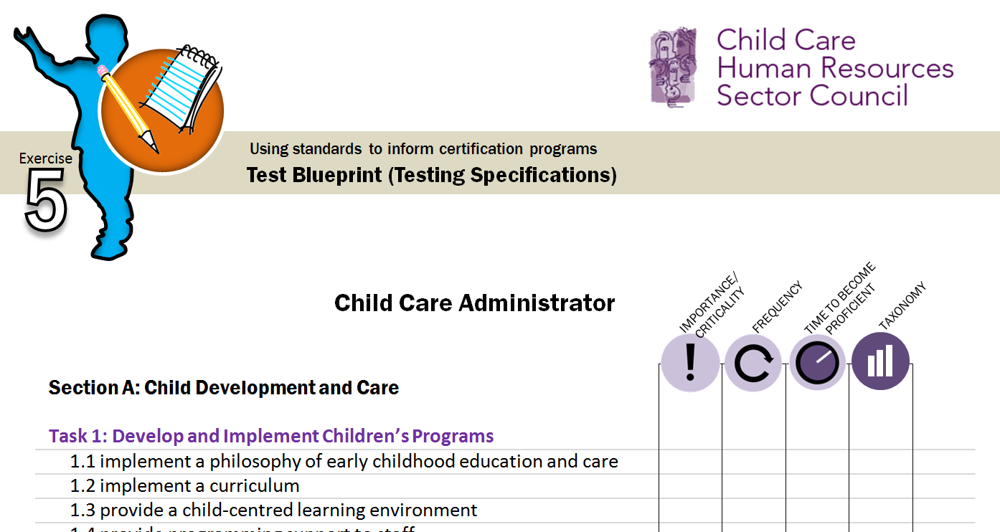 Child Care
Human Resources
Sector Council
Exercise
5
Using standards to inform certification programs
Test Blueprint (Testing Specifications)
Child Care Administrator
IMPORTANCE/
CRITICALITY
FREQUENCY
TIME TO BECOME
PROFICIENT
TAXONOMY
Section A: Child Development and Care
Task 1: Develop and Implement Children's Programs
1.1 implement a philosophy of early childhood education and care
1.2 implement a curriculum
1.3 provide a child-centred learning environment
1.4 provide programming support to staff